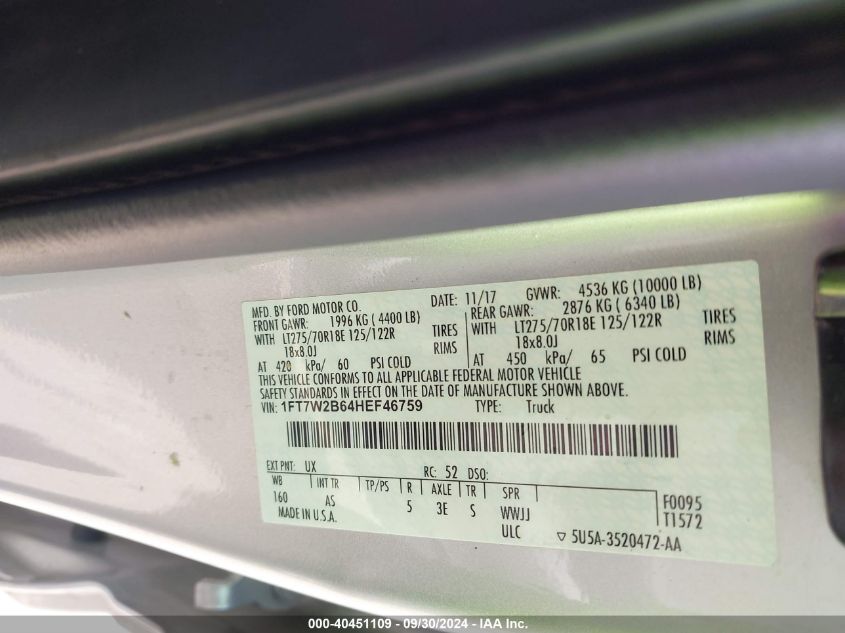 MFD. BY FORD MOTOR CO. DATE: 11/17 GVWR: 4536 KG (10000 LB)
FRONT GAWR: 1996 KG ( 4400 LB) REAR GAWR: 2876 KG ( 6340 LB)
WITH LT275/70R18E 125/122R TIRES WITH LT275/70R18E 125/122R TIRES
18x8.0J RIMS 18x8.0J RIMS
AT 420 kPa/ 60 PSI COLD AT 450 kPa/ 65 PSI COLD
THIS VEHICLE CONFORMS TO ALL APPLICABLE FEDERAL MOTOR VEHICLE
SAFETY STANDARDS IN EFFECT ON THE DATE OF MANUFACTURE SHOWN ABOVE.
VIN: 1FT7W2B64HEF46759 TYPE: Truck
EXT PNT: UX RC: 52 DSO:
WB INT TR TP/PS R AXLE TR SPR F0095
160 AS 5 3E S WWJJ T1572
MADE IN U.S.A. ULC 5U5A-3520472-AA
000-40451109 - 09/30/2024 - IAA Inc.